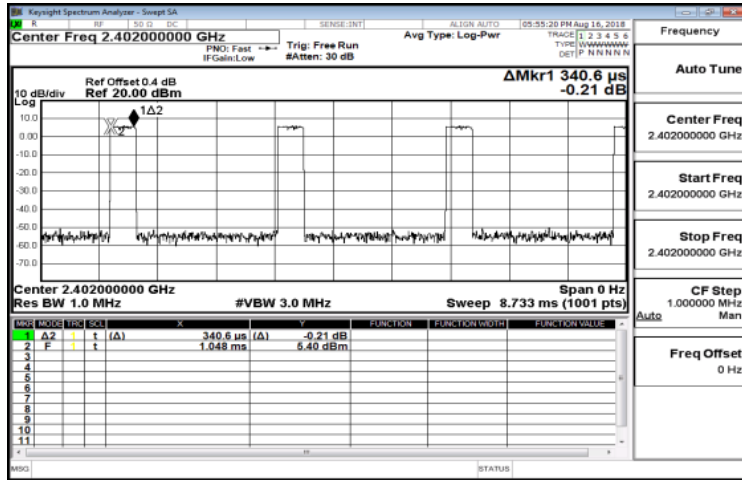 Keysight Spectrum Analyzer - Swept SA
R RF 50 Ω DC SENSE:INT ALIGN AUTO 05:55:20 PM Aug 16, 2018
Center Freq 2.402000000 GHz
PNO: Fast
IFGain:Low
Trig: Free Run
#Atten: 30 dB
Avg Type: Log-Pwr
TRACE 1 2 3 4 5 6
TYPE WWWWWW
DET P N N N N N
Ref Offset 0.4 dB
10 dB/div Ref 20.00 dBm
ΔMkr1 340.6 µs
-0.21 dB
Log
1Δ2
10.0
2
0.00
-10.0
-20.0
-30.0
-40.0
-50.0
-60.0
-70.0
Center 2.402000000 GHz Span 0 Hz
Res BW 1.0 MHz #VBW 3.0 MHz Sweep 8.733 ms (1001 pts)
MKR MODE TRC SCL X Y FUNCTION FUNCTION WIDTH FUNCTION VALUE
1 Δ2 1 t (Δ) 340.6 µs (Δ) -0.21 dB
2 F 1 t 1.048 ms 5.40 dBm
3
4
5
6
7
8
9
10
11
MSG STATUS
Frequency
Auto Tune
Center Freq
2.402000000 GHz
Start Freq
2.402000000 GHz
Stop Freq
2.402000000 GHz
CF Step
1.000000 MHz
Auto Man
Freq Offset
0 Hz